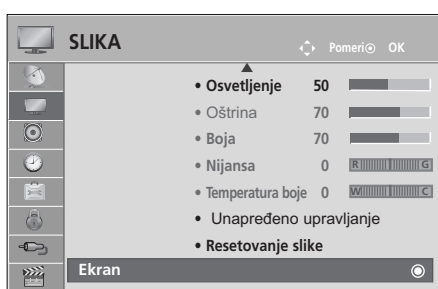 SLIKA
Pomeri OK
• Osvetljenje 50
• Oštrina 70
• Boja 70
• Nijansa 0 R G
• Temperatura boje 0 W C
• Unapređeno upravljanje
• Resetovanje slike
Ekran